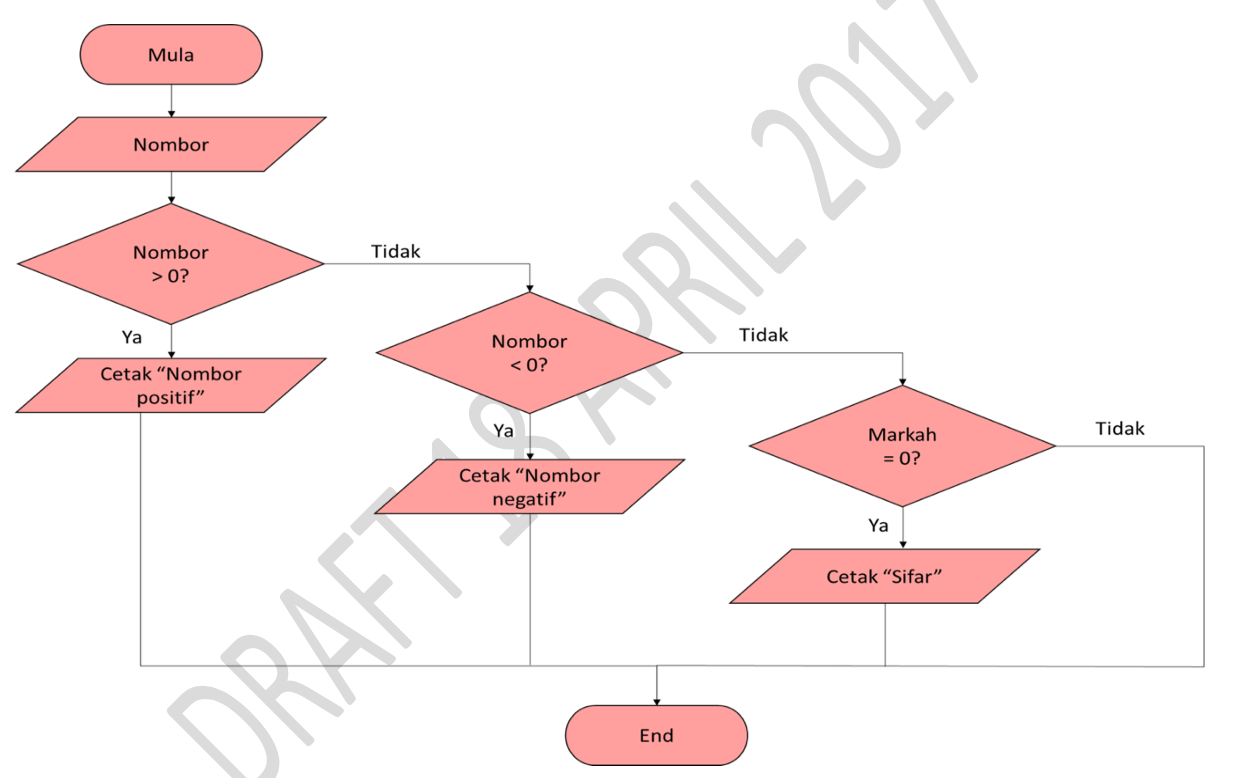 Mula
Nombor
Nombor
> 0?
Tidak
Ya
Cetak “Nombor
positif”
Nombor
< 0?
Tidak
Ya
Cetak “Nombor
negatif”
Markah
= 0?
Tidak
Ya
Cetak “Sifar”
End
DRAFT 18 APRIL 2017